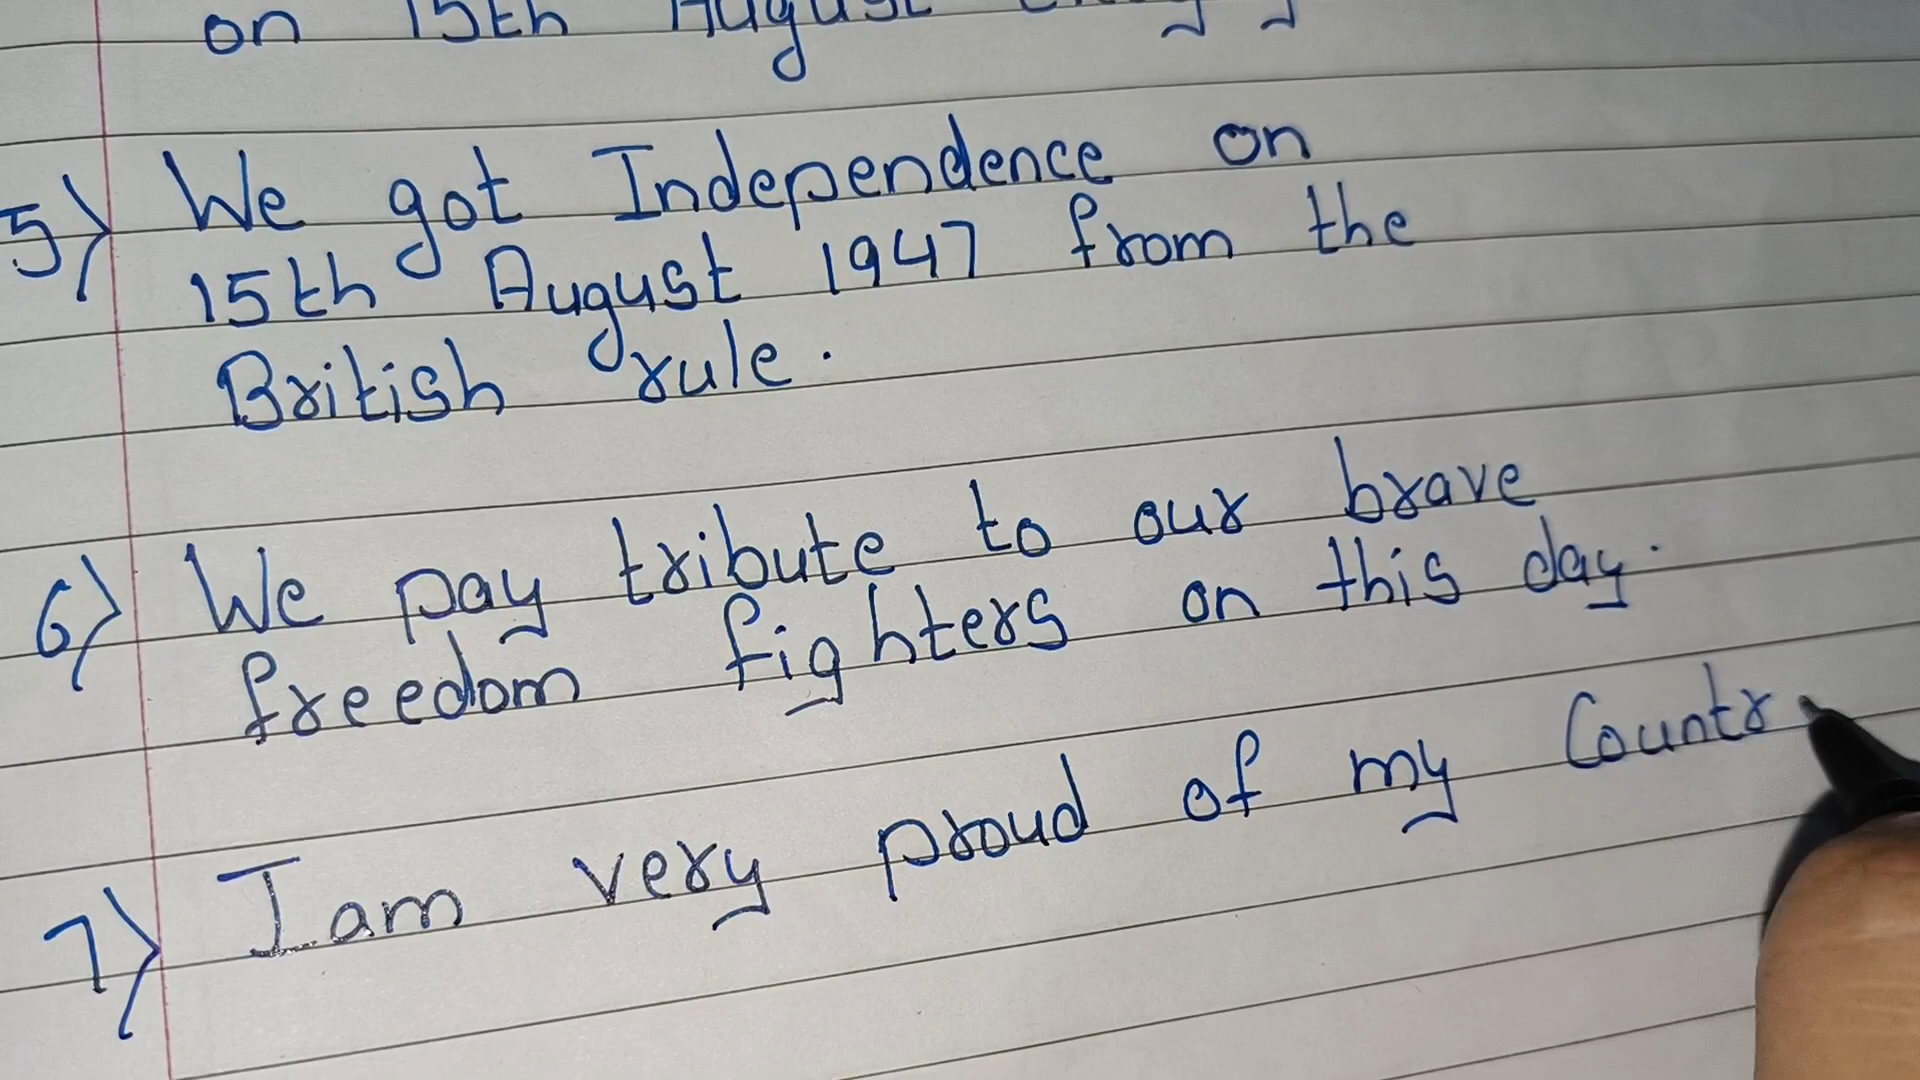 on 15th August
5) We got Independence on
15th August 1947 from the
British rule.
6) We pay tribute to our brave
freedom fighters on this day.
7) I am very proud of my Countr